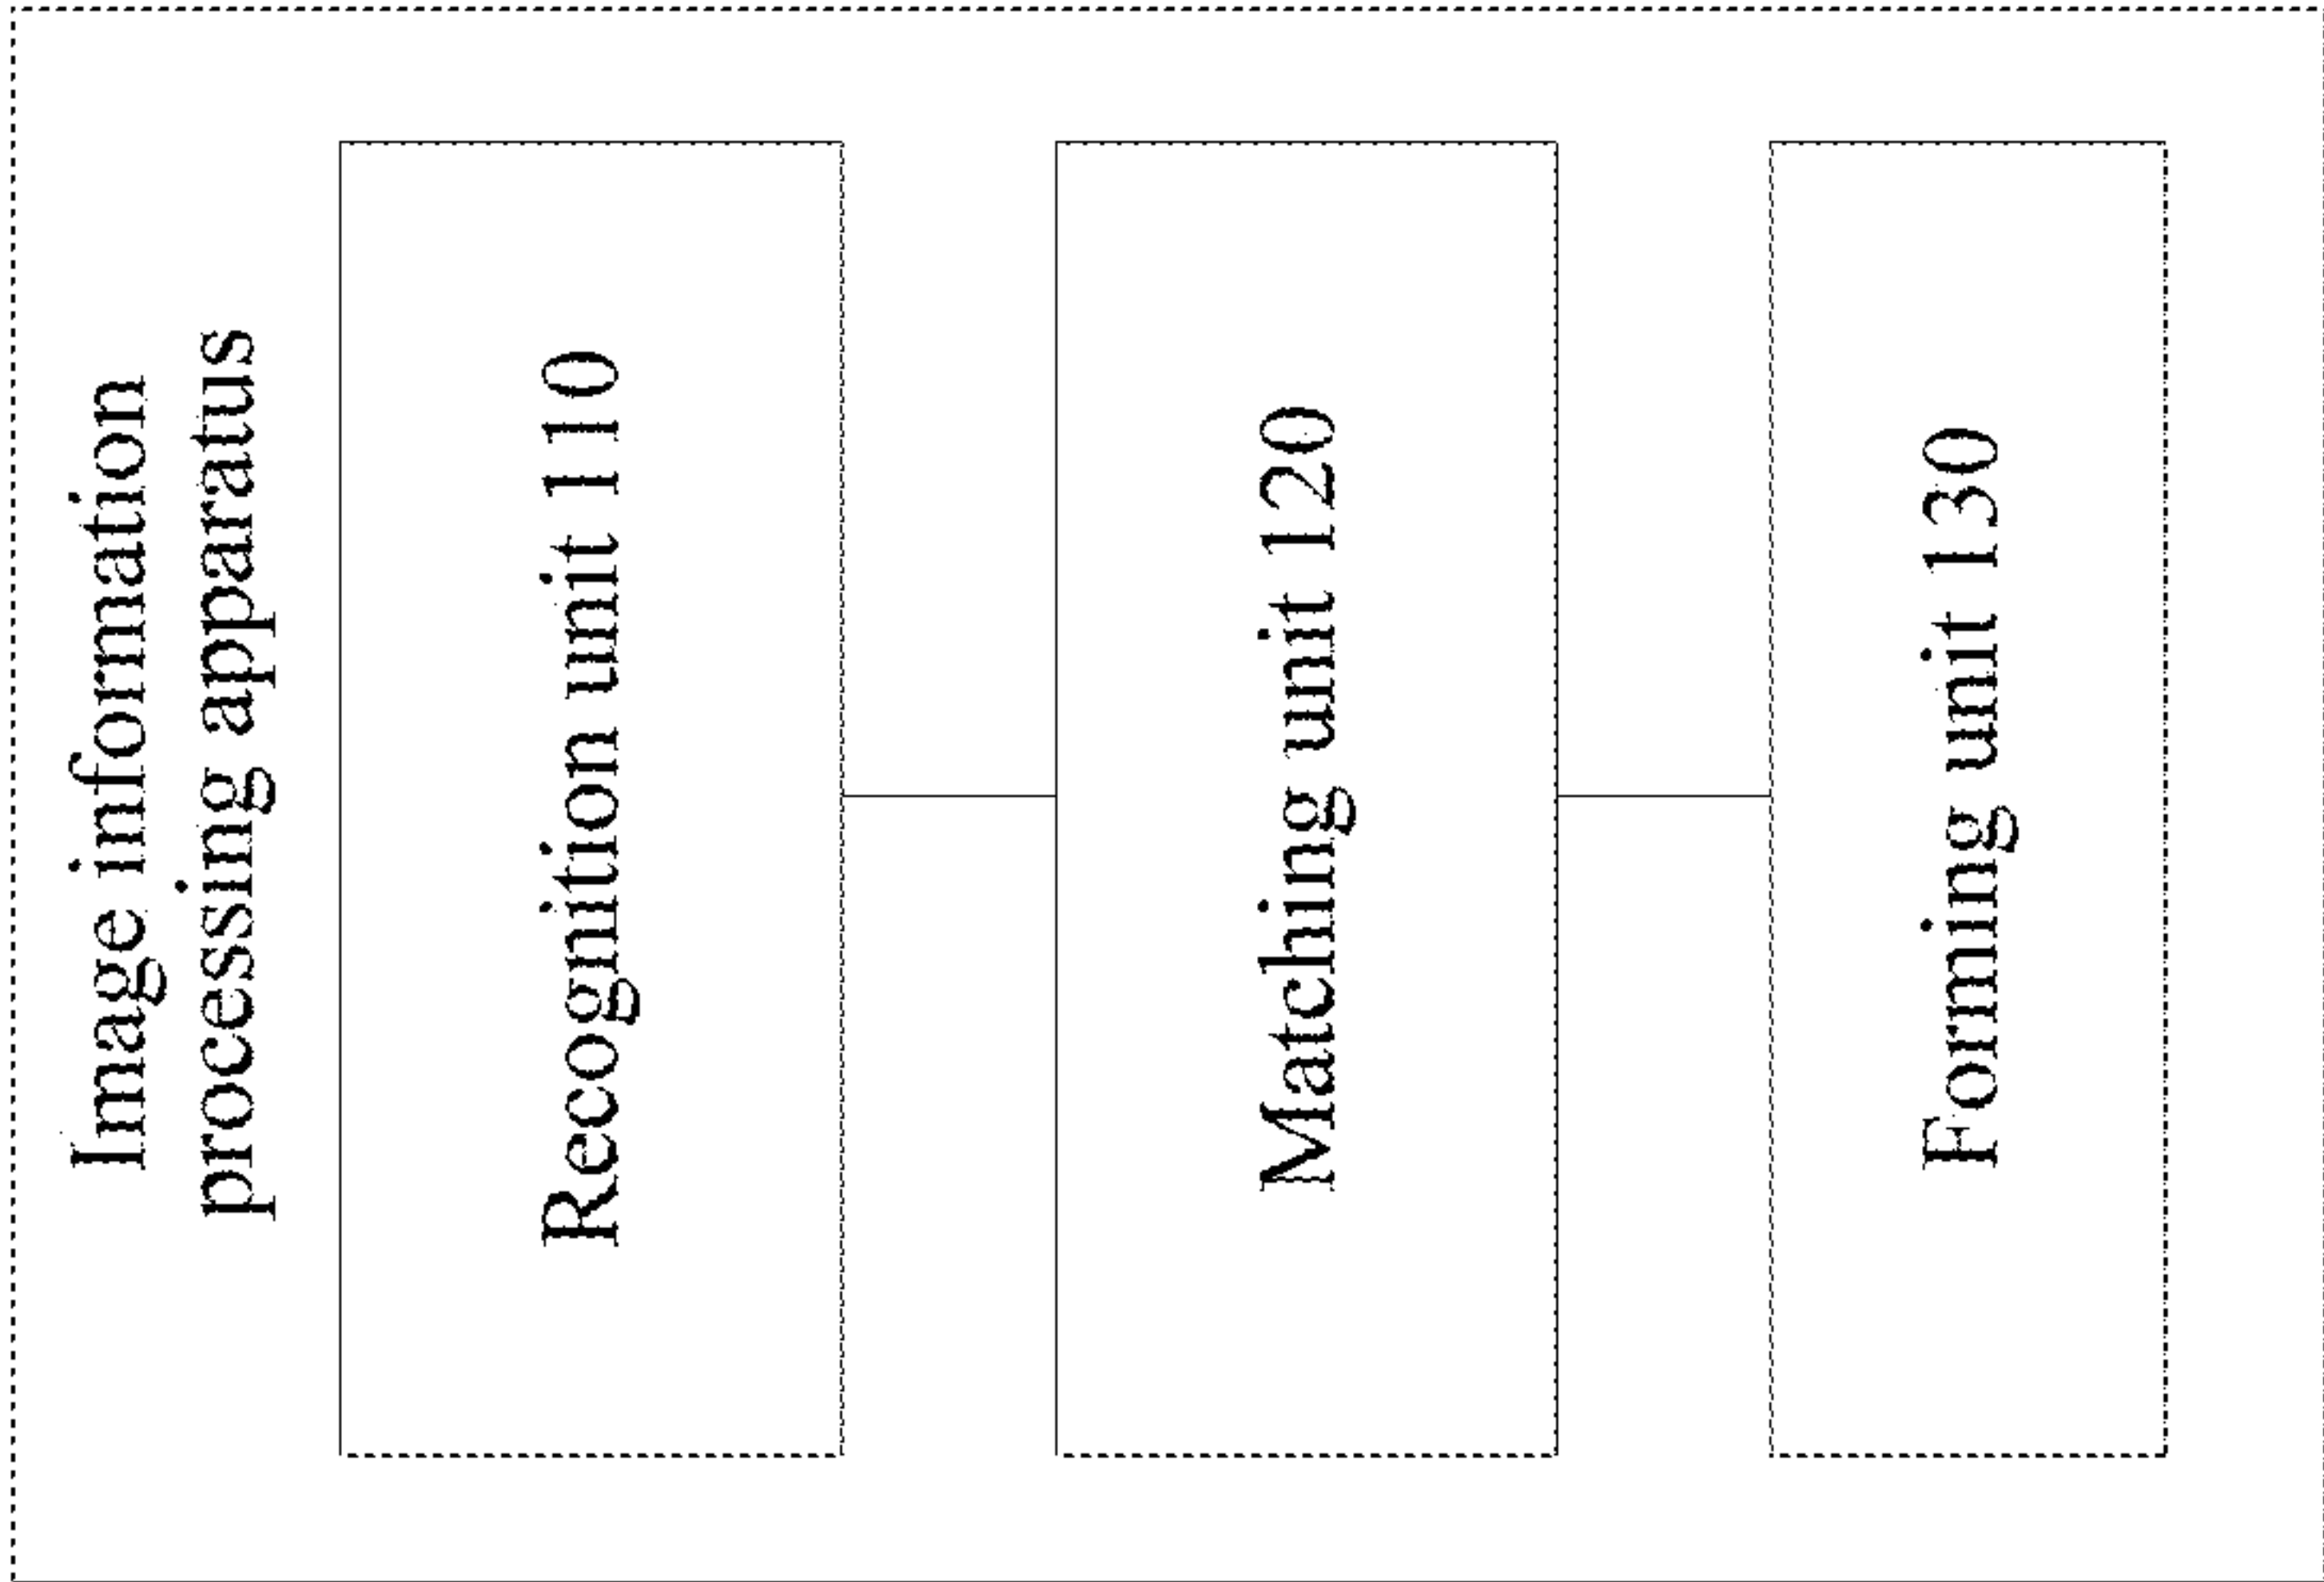 Image information
processing apparatus
Recognition unit 110
Matching unit 120
Forming unit 130